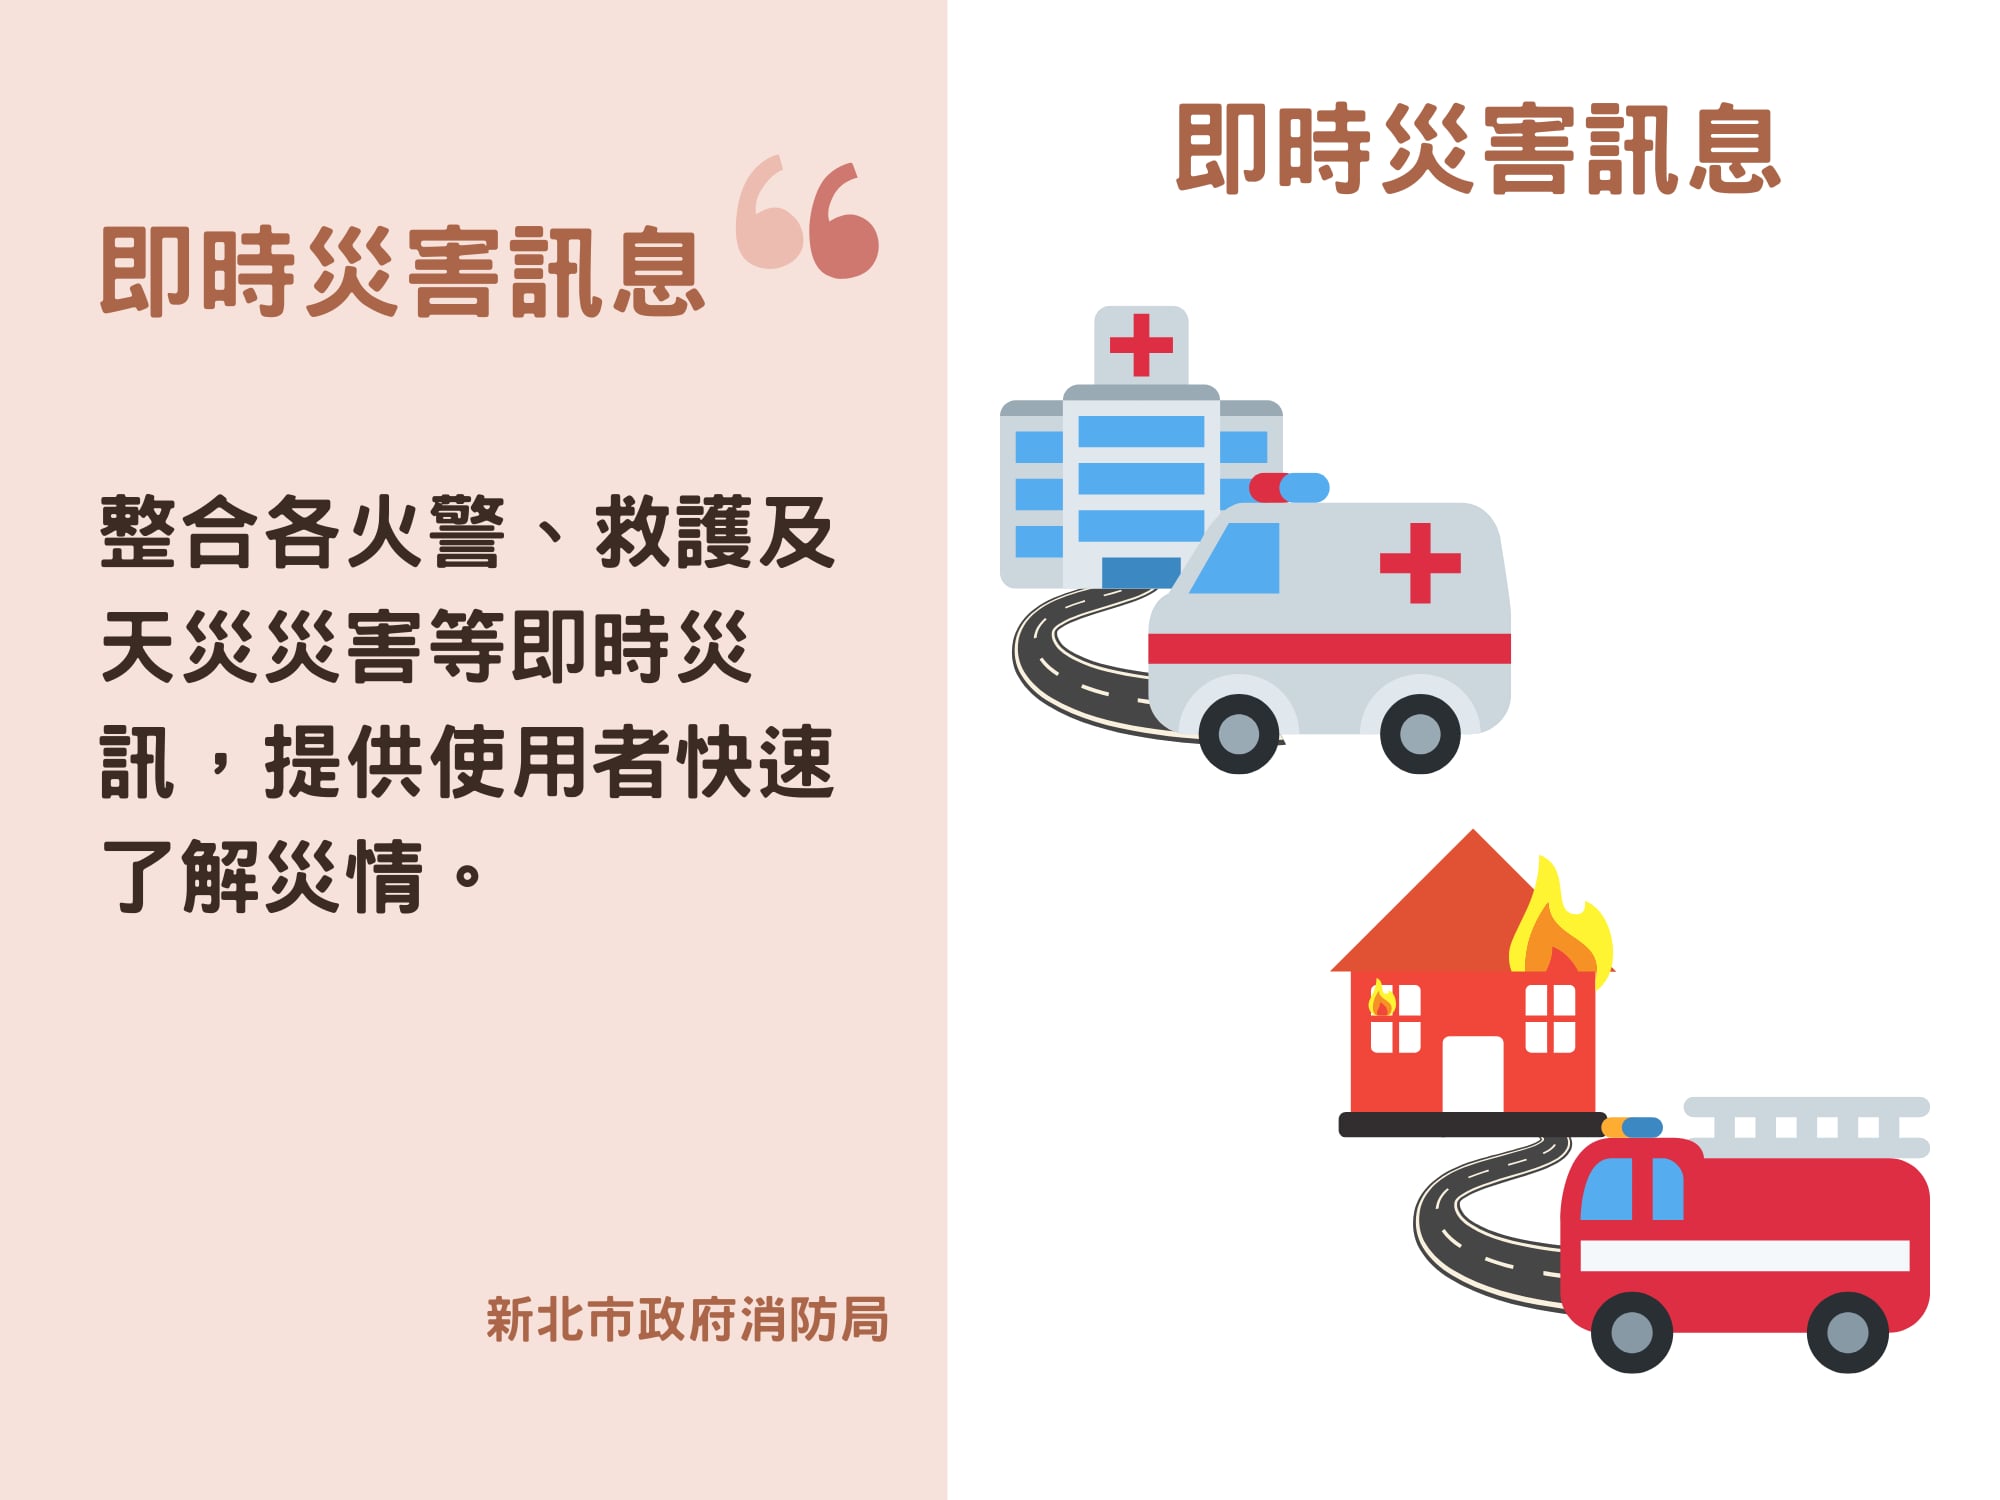 即時災害訊息
整合各火警、救護及
天災災害等即時災
訊，提供使用者快速
了解災情。
新北市政府消防局
即時災害訊息